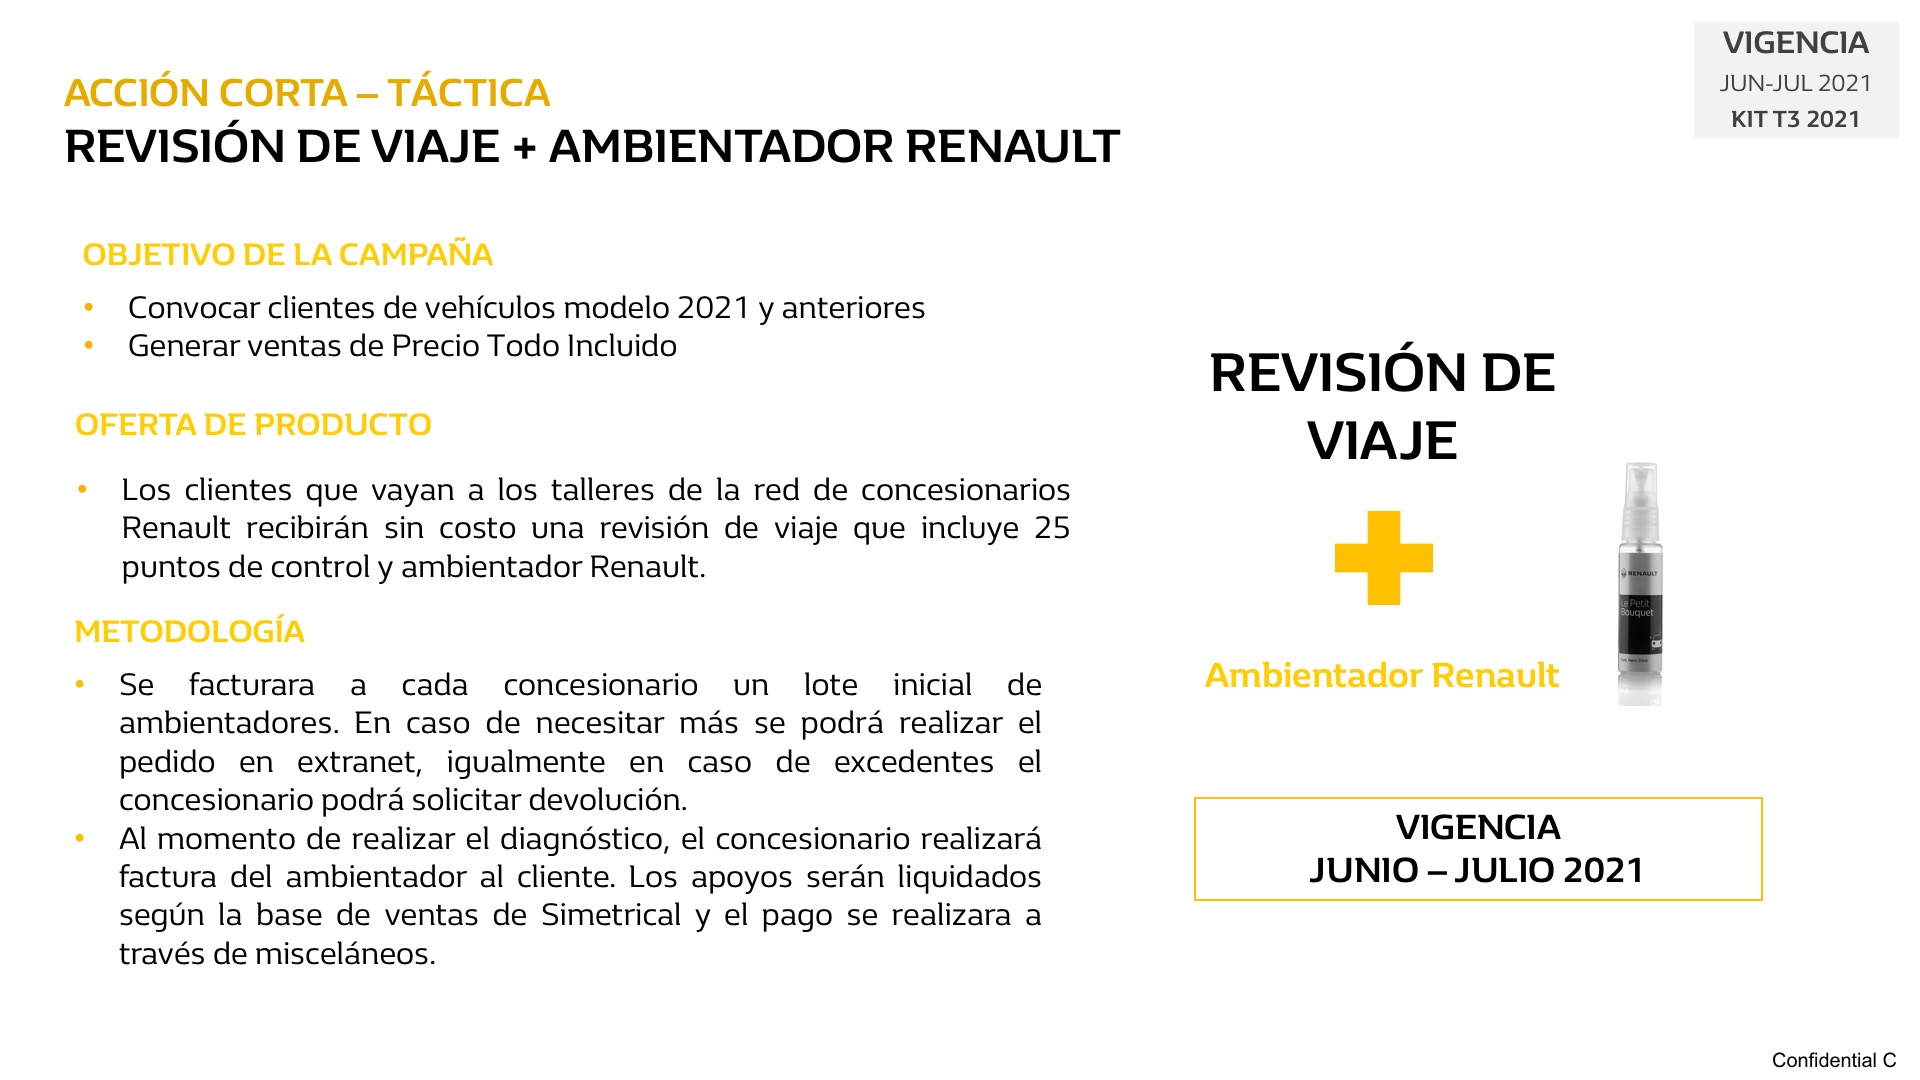 VIGENCIA
JUN-JUL 2021
KIT T3 2021
ACCIÓN CORTA – TÁCTICA
REVISIÓN DE VIAJE + AMBIENTADOR RENAULT
OBJETIVO DE LA CAMPAÑA
• Convocar clientes de vehículos modelo 2021 y anteriores
• Generar ventas de Precio Todo Incluido
OFERTA DE PRODUCTO
• Los clientes que vayan a los talleres de la red de concesionarios
Renault recibirán sin costo una revisión de viaje que incluye 25
puntos de control y ambientador Renault.
METODOLOGÍA
• Se facturara a cada concesionario un lote inicial de
ambientadores. En caso de necesitar más se podrá realizar el
pedido en extranet, igualmente en caso de excedentes el
concesionario podrá solicitar devolución.
• Al momento de realizar el diagnóstico, el concesionario realizará
factura del ambientador al cliente. Los apoyos serán liquidados
según la base de ventas de Simetrical y el pago se realizara a
través de misceláneos.
REVISIÓN DE
VIAJE
RENAULT
Le Petit
Bouquet
Ambientador Renault
VIGENCIA
JUNIO – JULIO 2021
Confidential C